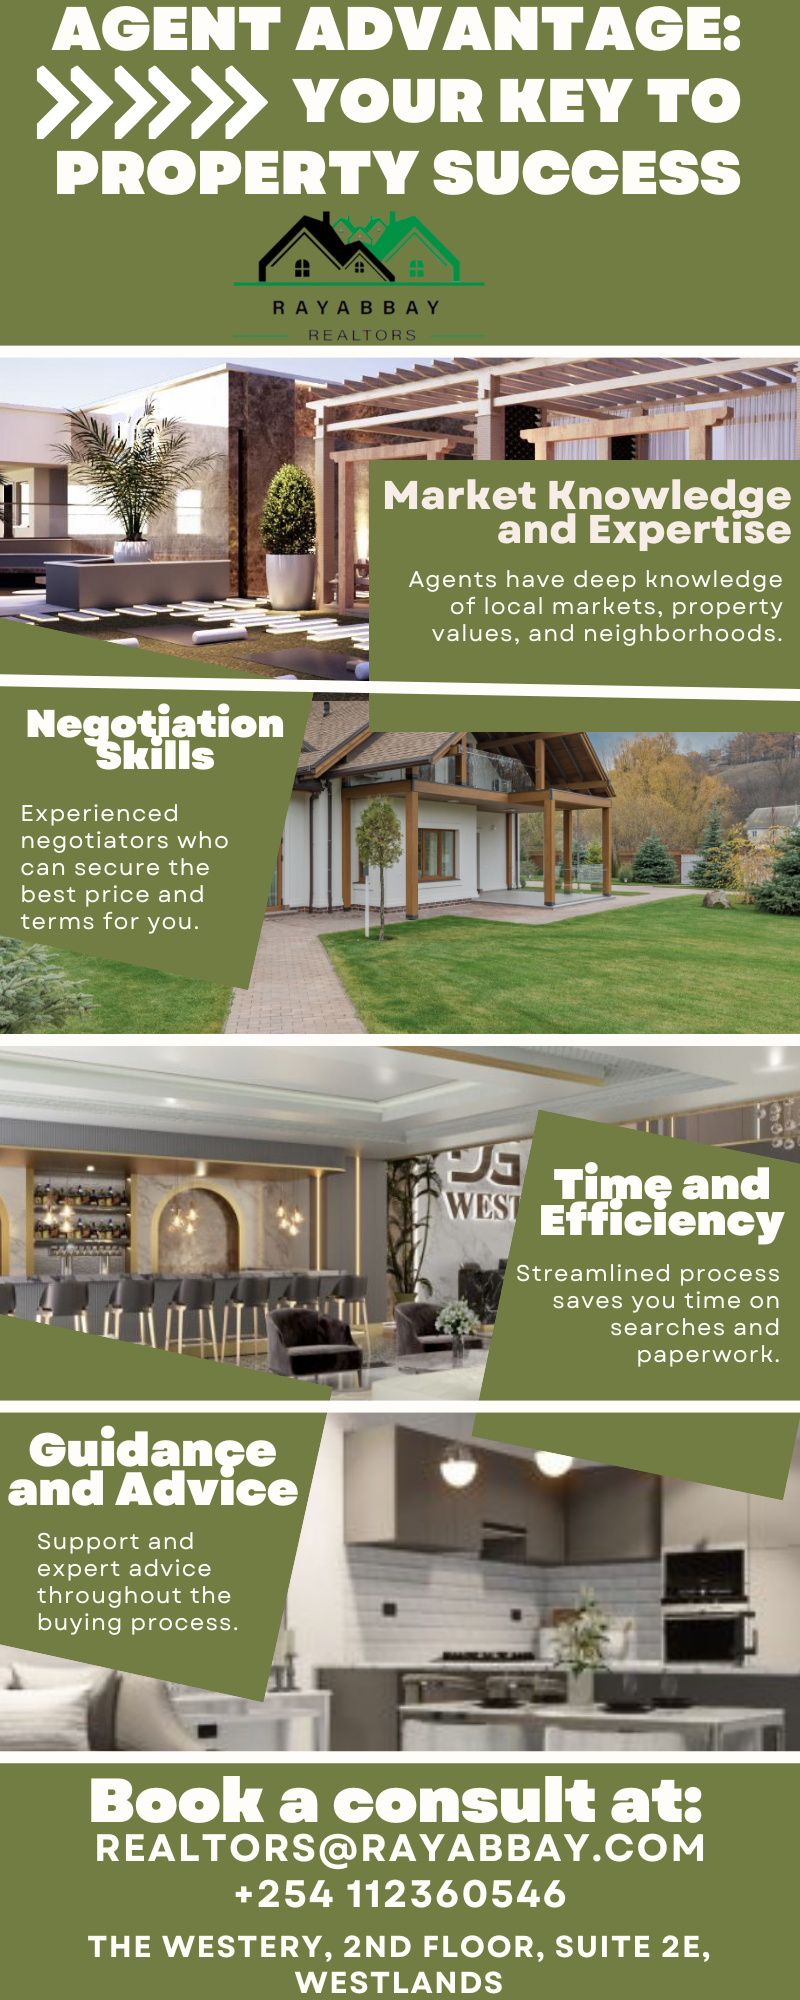 AGENT ADVANTAGE:
YOUR KEY TO
PROPERTY SUCCESS
RAYABBAY
REALTORS
Market Knowledge
and Expertise
Agents have deep knowledge
of local markets, property
values, and neighborhoods.
Negotiation
Skills
Experienced
negotiators who
can secure the
best price and
terms for you.
WEST
Time and
Efficiency
Streamlined process
saves you time on
searches and
paperwork.
Guidance
and Advice
Support and
expert advice
throughout the
buying process.
Book a consult at:
REALTORS@RAYABBAY.COM
+254 112360546
THE WESTERY, 2ND FLOOR, SUITE 2E,
WESTLANDS